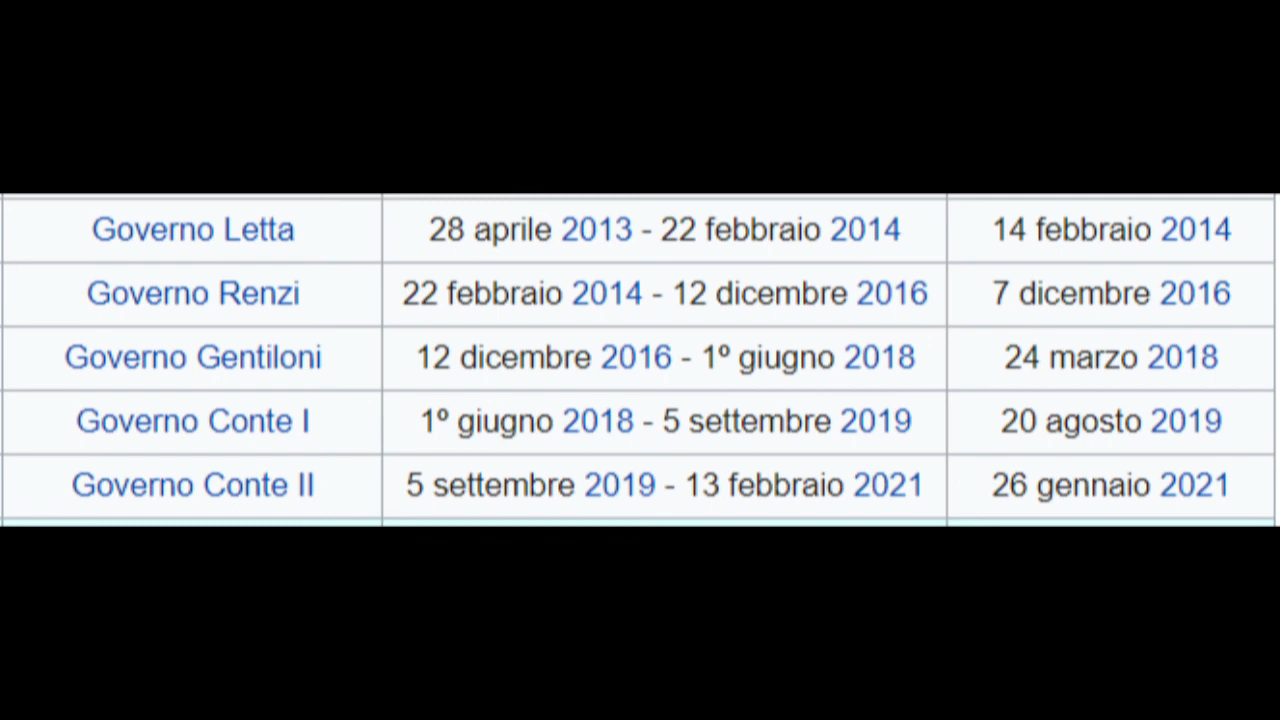 Governo Letta 28 aprile 2013 - 22 febbraio 2014 14 febbraio 2014
Governo Renzi 22 febbraio 2014 - 12 dicembre 2016 7 dicembre 2016
Governo Gentiloni 12 dicembre 2016 - 1º giugno 2018 24 marzo 2018
Governo Conte I 1º giugno 2018 - 5 settembre 2019 20 agosto 2019
Governo Conte II 5 settembre 2019 - 13 febbraio 2021 26 gennaio 2021